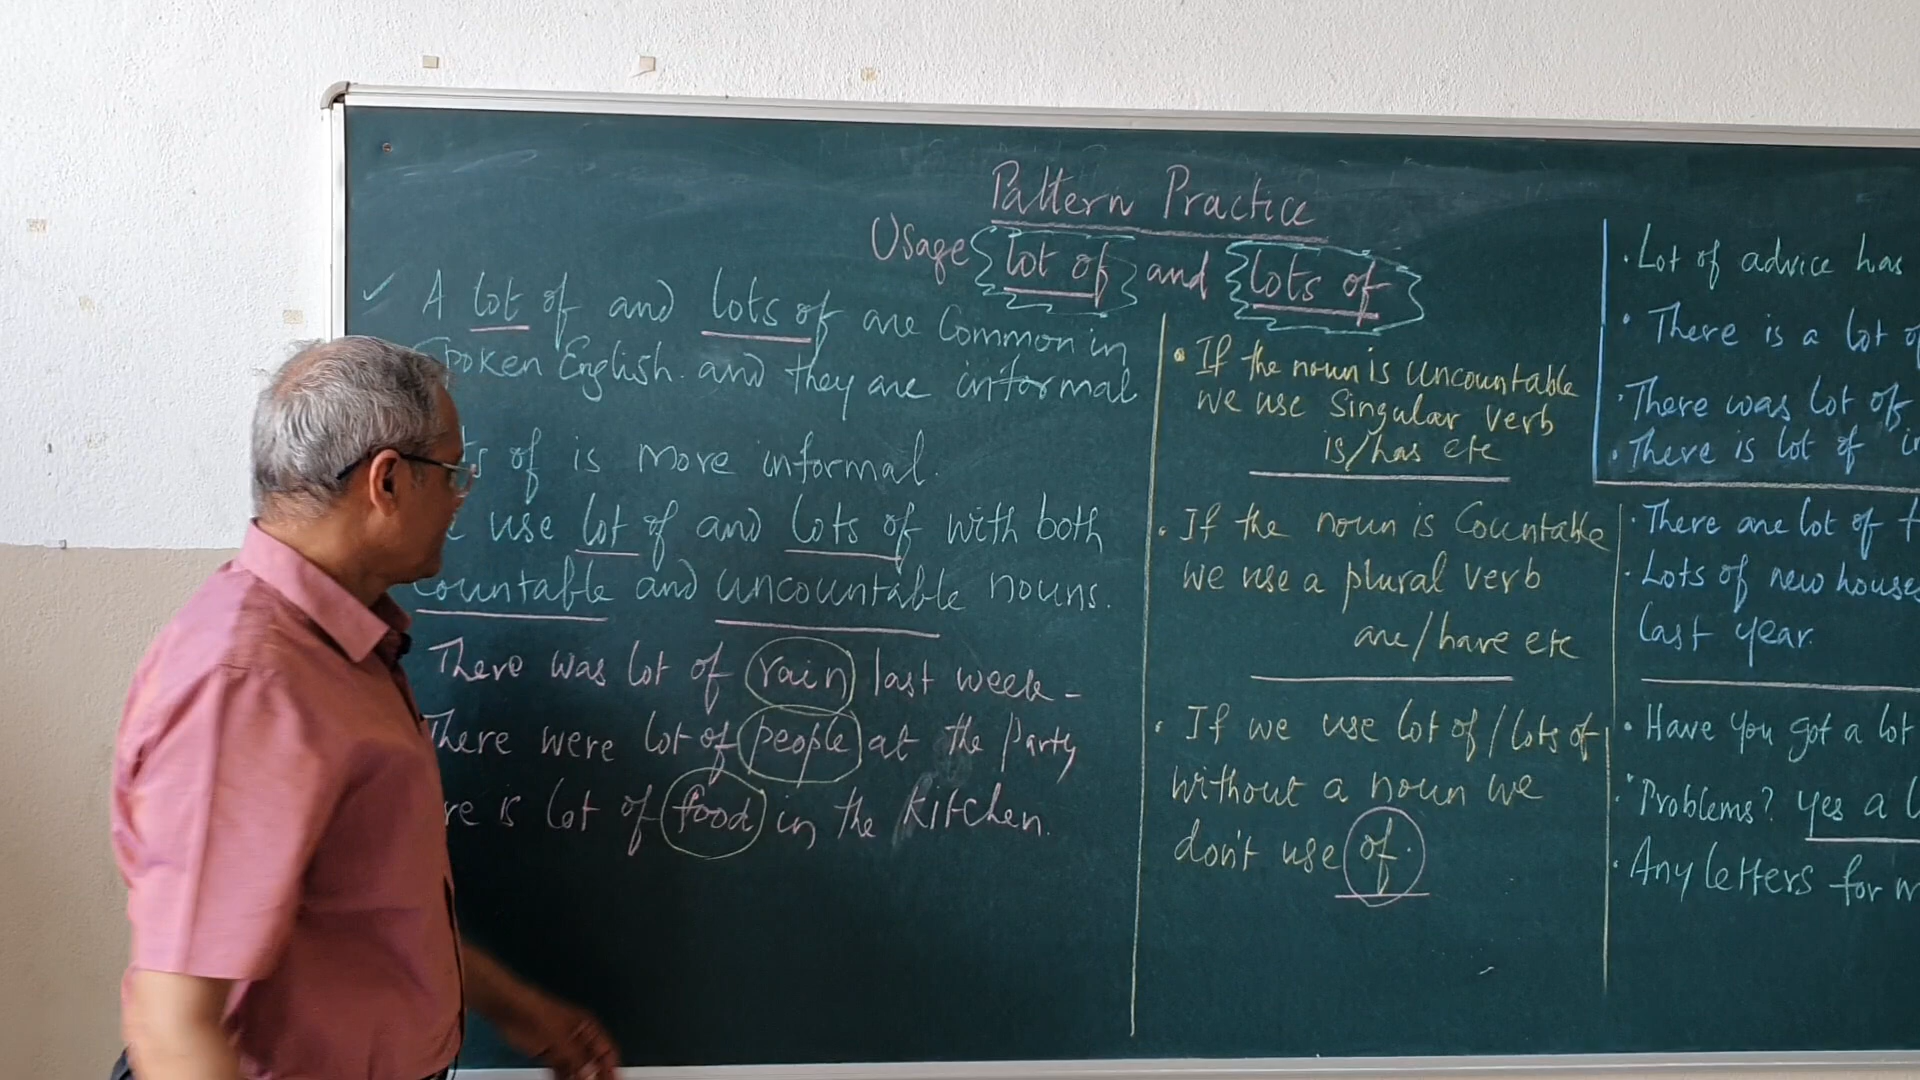 Pattern Practice
Usage lot of and lots of
A lot of and lots of are Common in
Spoken English. and they are informal
of is more informal.
use lot of and lots of with both
countable and uncountable nouns.
There was lot of rain last week -
There were lot of people at the Party
re is lot of food in the kitchen.
• If the noun is uncountable
we use Singular verb
is/has etc
• If the noun is Countable
we use a plural verb
are/have etc
• If we use lot of/lots of
without a noun we
don't use of.
• Lot of advice has
• There is a lot of
• There was lot of
• There is lot of in
• There are lot of
• Lots of new houses
last year.
• Have you got a lot
• Problems? yes a
• Any letters for